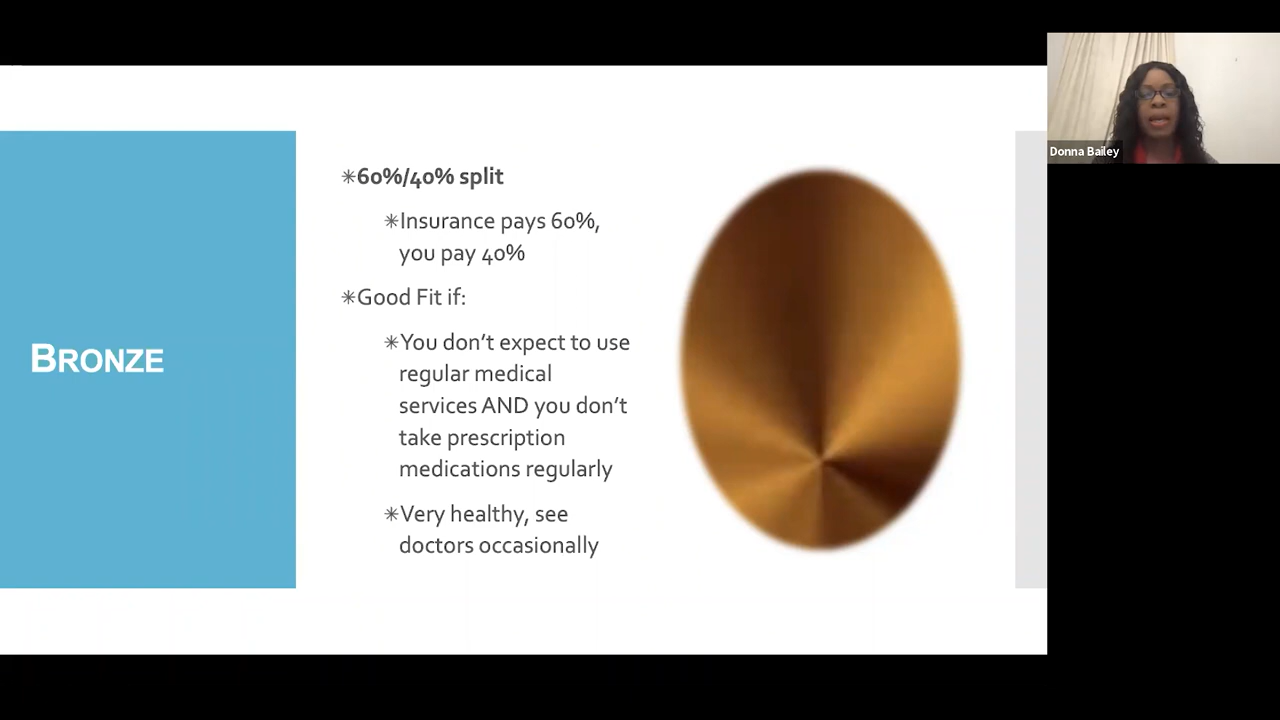 BRONZE
✳60%/40% split
✳Insurance pays 60%,
you pay 40%
✳Good Fit if:
✳You don’t expect to use
regular medical
services AND you don’t
take prescription
medications regularly
✳Very healthy, see
doctors occasionally
Donna Bailey